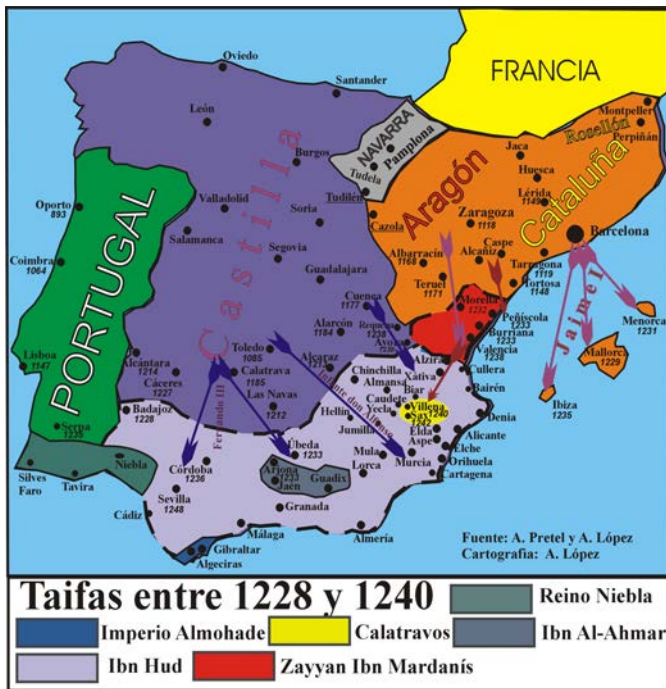 FRANCIA
Oviedo
Santander
León
Burgos
NAVARRA
Pamplona
Tudela
Tudilén
Montpeller
Rosellón
Perpiñán
Jaca
Huesca
Lérida
1149
Aragón
Cataluña
Zaragoza
1118
Barcelona
Cazola
Castilla
Valladolid
Soria
Salamanca
Segovia
Guadalajara
Oporto
893
Coimbra
1064
PORTUGAL
Lisboa
1147
Serpa
1235
Albarracín
1168
Alcañiz
Caspe
Teruel
1171
Tarragona
1119
Tortosa
1148
Morella
1232
Peñíscola
1233
Burriana
1233
Valencia
1238
Cullera
Cuenca
1177
Requena
1238
Alarcón
1184
Toledo
1085
Alcaraz
Calatrava
1185
Las Navas
1212
Alcántara
1214
Cáceres
1227
Badajoz
1228
Alzira
Xativa
Bairén
Denia
Chinchilla
Almansa
Caudete
Biar
Yecla
Villena
1240
Sax
1242
Hellín
Jumilla
Elda
Aspe
Alicante
Elche
Orihuela
Cartagena
Murcia
Mula
Lorca
Fernando III
Infante don Alfonso
Jaime I
Menorca
1231
Mallorca
1229
Ibiza
1235
Úbeda
1233
Córdoba
1236
Sevilla
1248
Arjona
1233
Jaén
Guadix
Granada
Niebla
Silves
Faro
Tavira
Cádiz
Málaga
Almería
Gibraltar
Algeciras
Fuente: A. Pretel y A. López
Cartografia: A. López
Taifas entre 1228 y 1240
Reino Niebla
Imperio Almohade
Calatravos
Ibn Al-Ahmar
Ibn Hud
Zayyan Ibn Mardanís